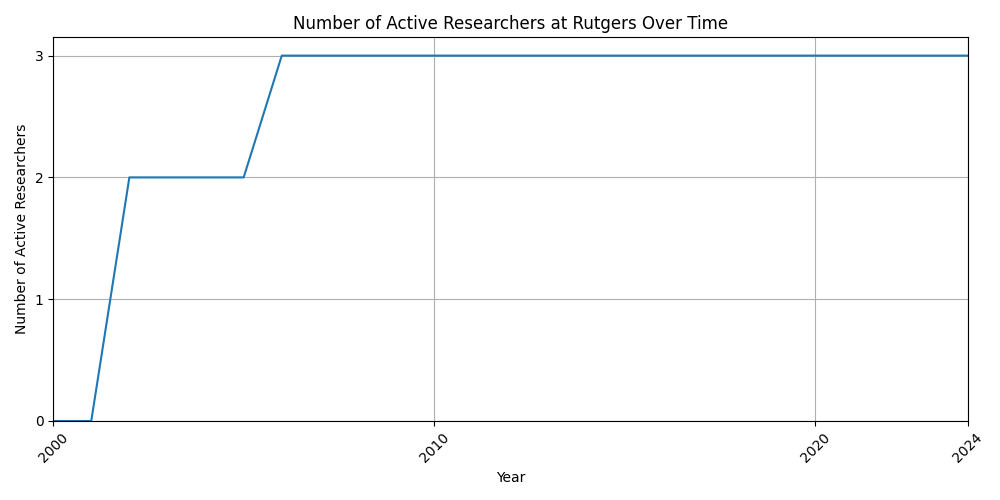 Number of Active Researchers at Rutgers Over Time
Number of Active Researchers
3
2
1
0
2000
2010
2020
2024
Year